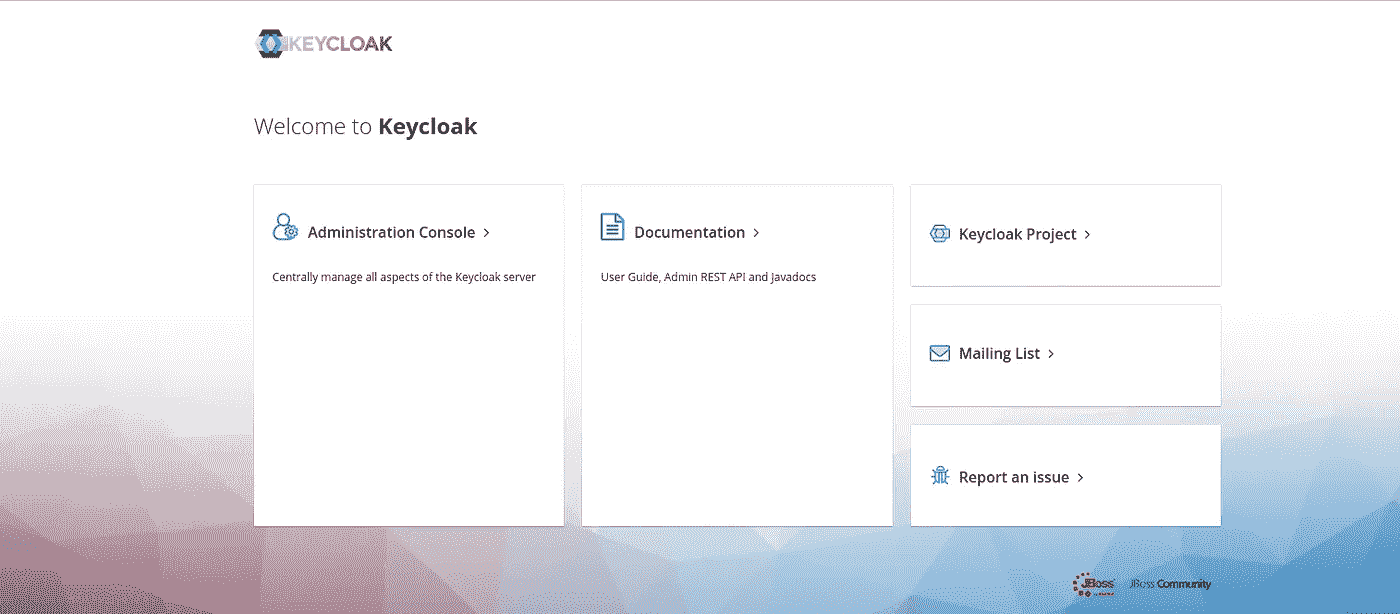 KEYCLOAK
Welcome to Keycloak
Administration Console
Centrally manage all aspects of the Keycloak server
Documentation
User Guide, Admin REST API and Javadocs
Keycloak Project
Mailing List
Report an issue
JBoss
JBoss Community